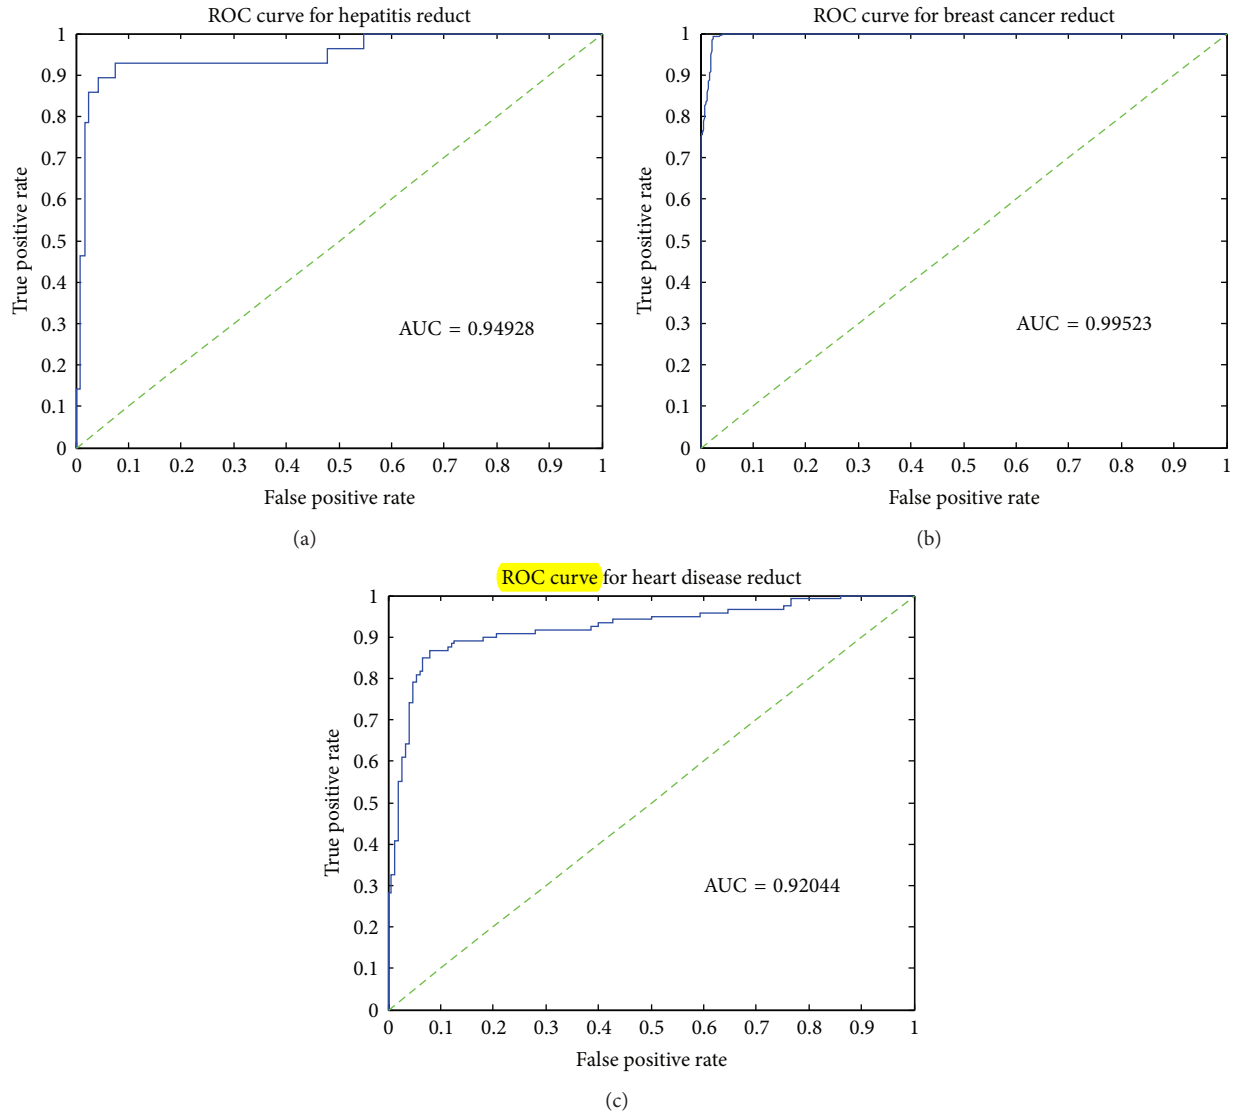 ROC curve for hepatitis reduct
1
0.9
0.8
0.7
0.6
0.5
0.4
0.3
0.2
0.1
0
True positive rate
AUC = 0.94928
0 0.1 0.2 0.3 0.4 0.5 0.6 0.7 0.8 0.9 1
False positive rate
(a)
ROC curve for breast cancer reduct
1
0.9
0.8
0.7
0.6
0.5
0.4
0.3
0.2
0.1
0
True positive rate
AUC = 0.99523
0 0.1 0.2 0.3 0.4 0.5 0.6 0.7 0.8 0.9 1
False positive rate
(b)
ROC curve for heart disease reduct
1
0.9
0.8
0.7
0.6
0.5
0.4
0.3
0.2
0.1
0
True positive rate
AUC = 0.92044
0 0.1 0.2 0.3 0.4 0.5 0.6 0.7 0.8 0.9 1
False positive rate
(c)